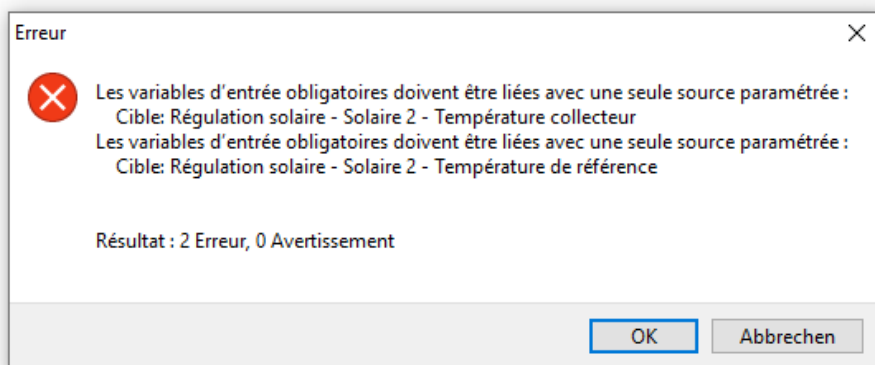 Erreur
Les variables d'entrée obligatoires doivent être liées avec une seule source paramétrée :
Cible: Régulation solaire - Solaire 2 - Température collecteur
Les variables d'entrée obligatoires doivent être liées avec une seule source paramétrée :
Cible: Régulation solaire - Solaire 2 - Température de référence
Résultat : 2 Erreur, 0 Avertissement
OK
Abbrechen